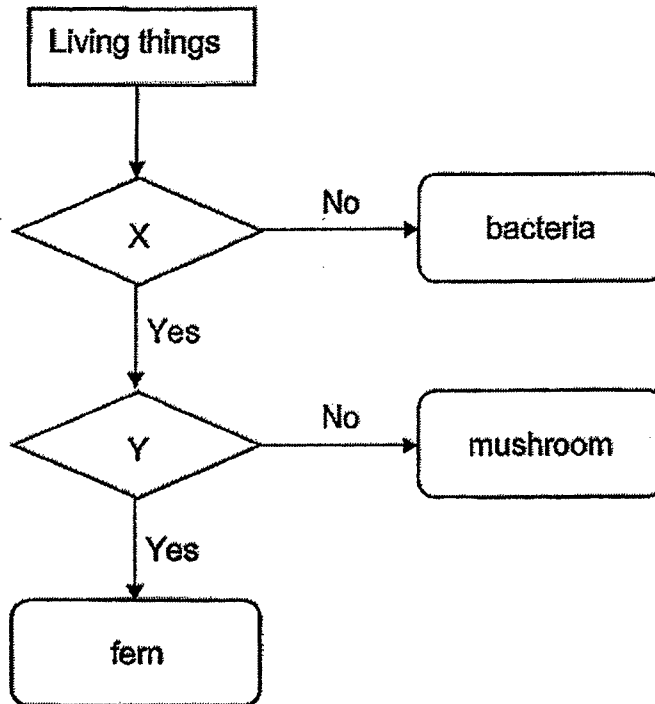 Living things
X
No
bacteria
Yes
Y
No
mushroom
Yes
fern